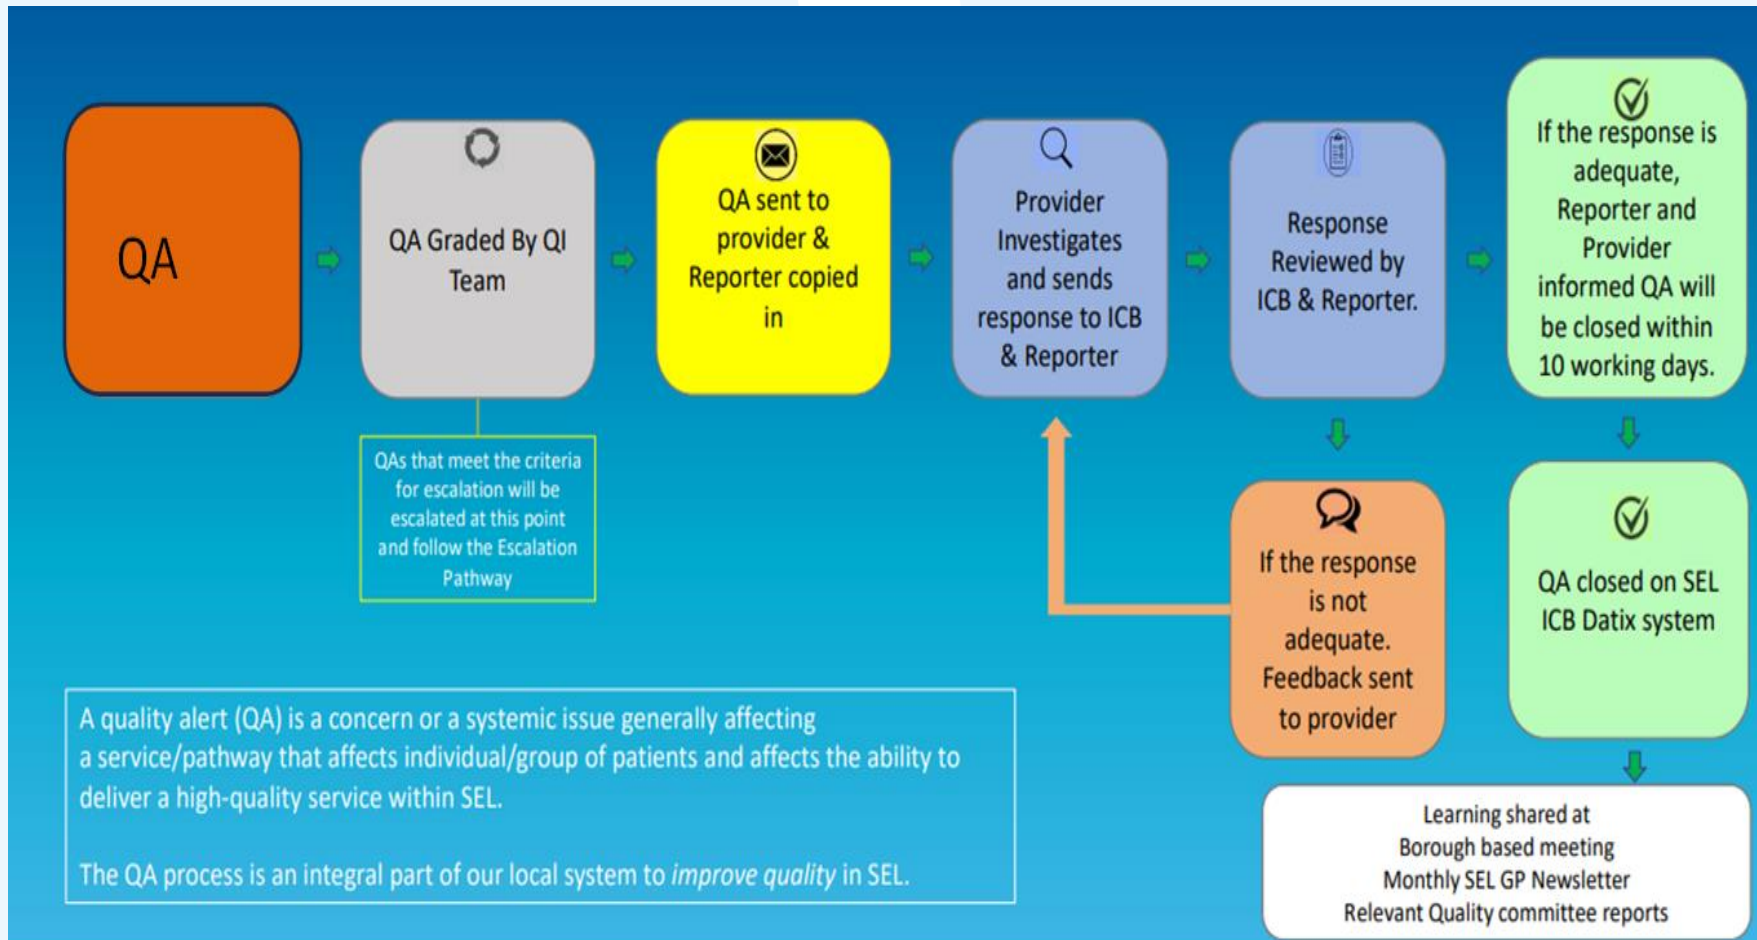 QA
QA Graded By QI
Team
QAs that meet the criteria
for escalation will be
escalated at this point
and follow the Escalation
Pathway
QA sent to
provider &
Reporter copied
in
Provider
Investigates
and sends
response to ICB
& Reporter
Response
Reviewed by
ICB & Reporter.
If the response
is not
adequate.
Feedback sent
to provider
If the response is
adequate,
Reporter and
Provider
informed QA will
be closed within
10 working days.
QA closed on SEL
ICB Datix system
Learning shared at
Borough based meeting
Monthly SEL GP Newsletter
Relevant Quality committee reports
A quality alert (QA) is a concern or a systemic issue generally affecting
a service/pathway that affects individual/group of patients and affects the ability to
deliver a high-quality service within SEL.
The QA process is an integral part of our local system to improve quality in SEL.